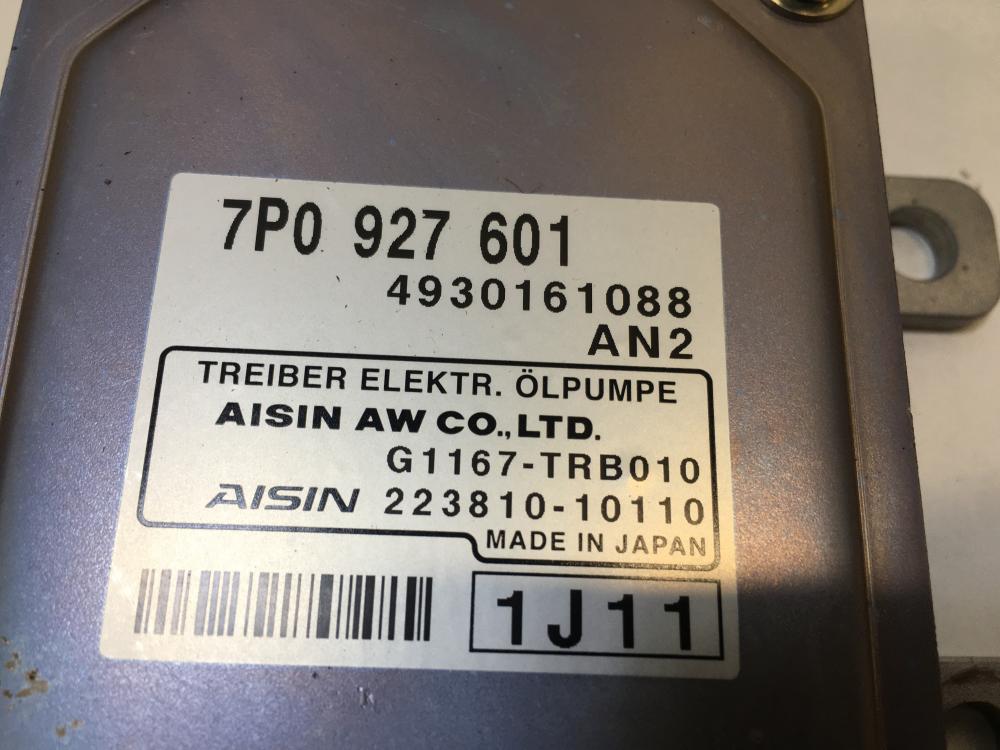 7P0 927 601
4930161088
AN2
TREIBER ELEKTR. ÖLPUMPE
AISIN AW CO.,LTD.
G1167-TRB010
AISIN 223810-10110
MADE IN JAPAN
1J11